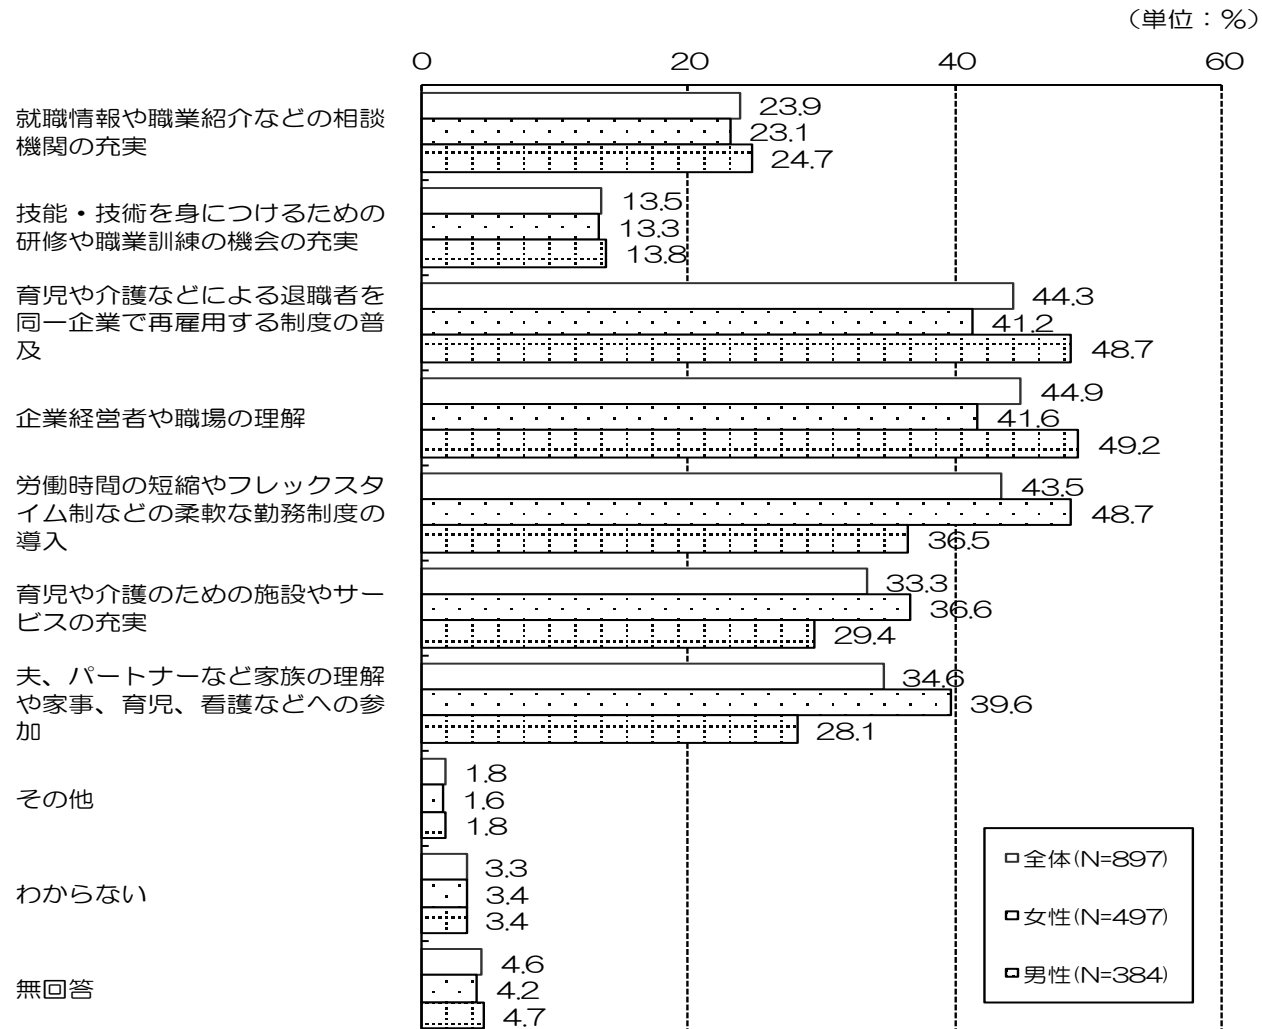 （単位：％）
0 20 40 60
就職情報や職業紹介などの相談
機関の充実
23.9
23.1
24.7
技能・技術を身につけるための
研修や職業訓練の機会の充実
13.5
13.3
13.8
育児や介護などによる退職者を
同一企業で再雇用する制度の普
及
44.3
41.2
48.7
企業経営者や職場の理解
44.9
41.6
49.2
労働時間の短縮やフレックスタ
イム制などの柔軟な勤務制度の
導入
43.5
48.7
36.5
育児や介護のための施設やサー
ビスの充実
33.3
36.6
29.4
夫、パートナーなど家族の理解
や家事、育児、看護などへの参
加
34.6
39.6
28.1
その他
1.8
1.6
1.8
わからない
3.3
3.4
3.4
無回答
4.6
4.2
4.7
全体(N=897)
女性(N=497)
男性(N=384)